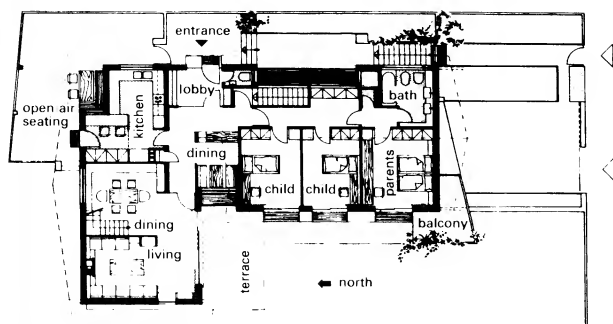 entrance
lobby
bath
open air
seating
kitchen
dining
child
child
parents
dining
living
balcony
terrace
north